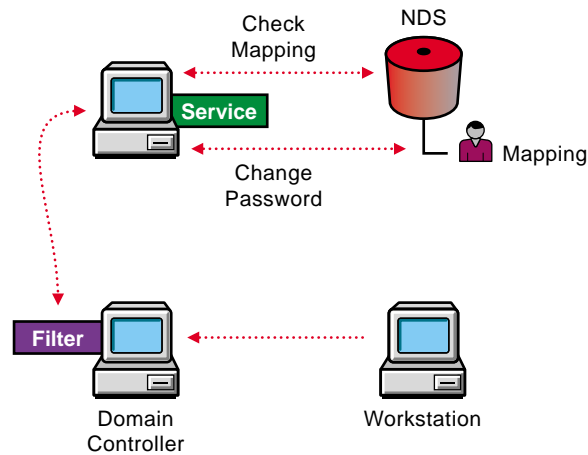 Check
Mapping
NDS
Service
Mapping
Change
Password
Filter
Domain
Controller
Workstation